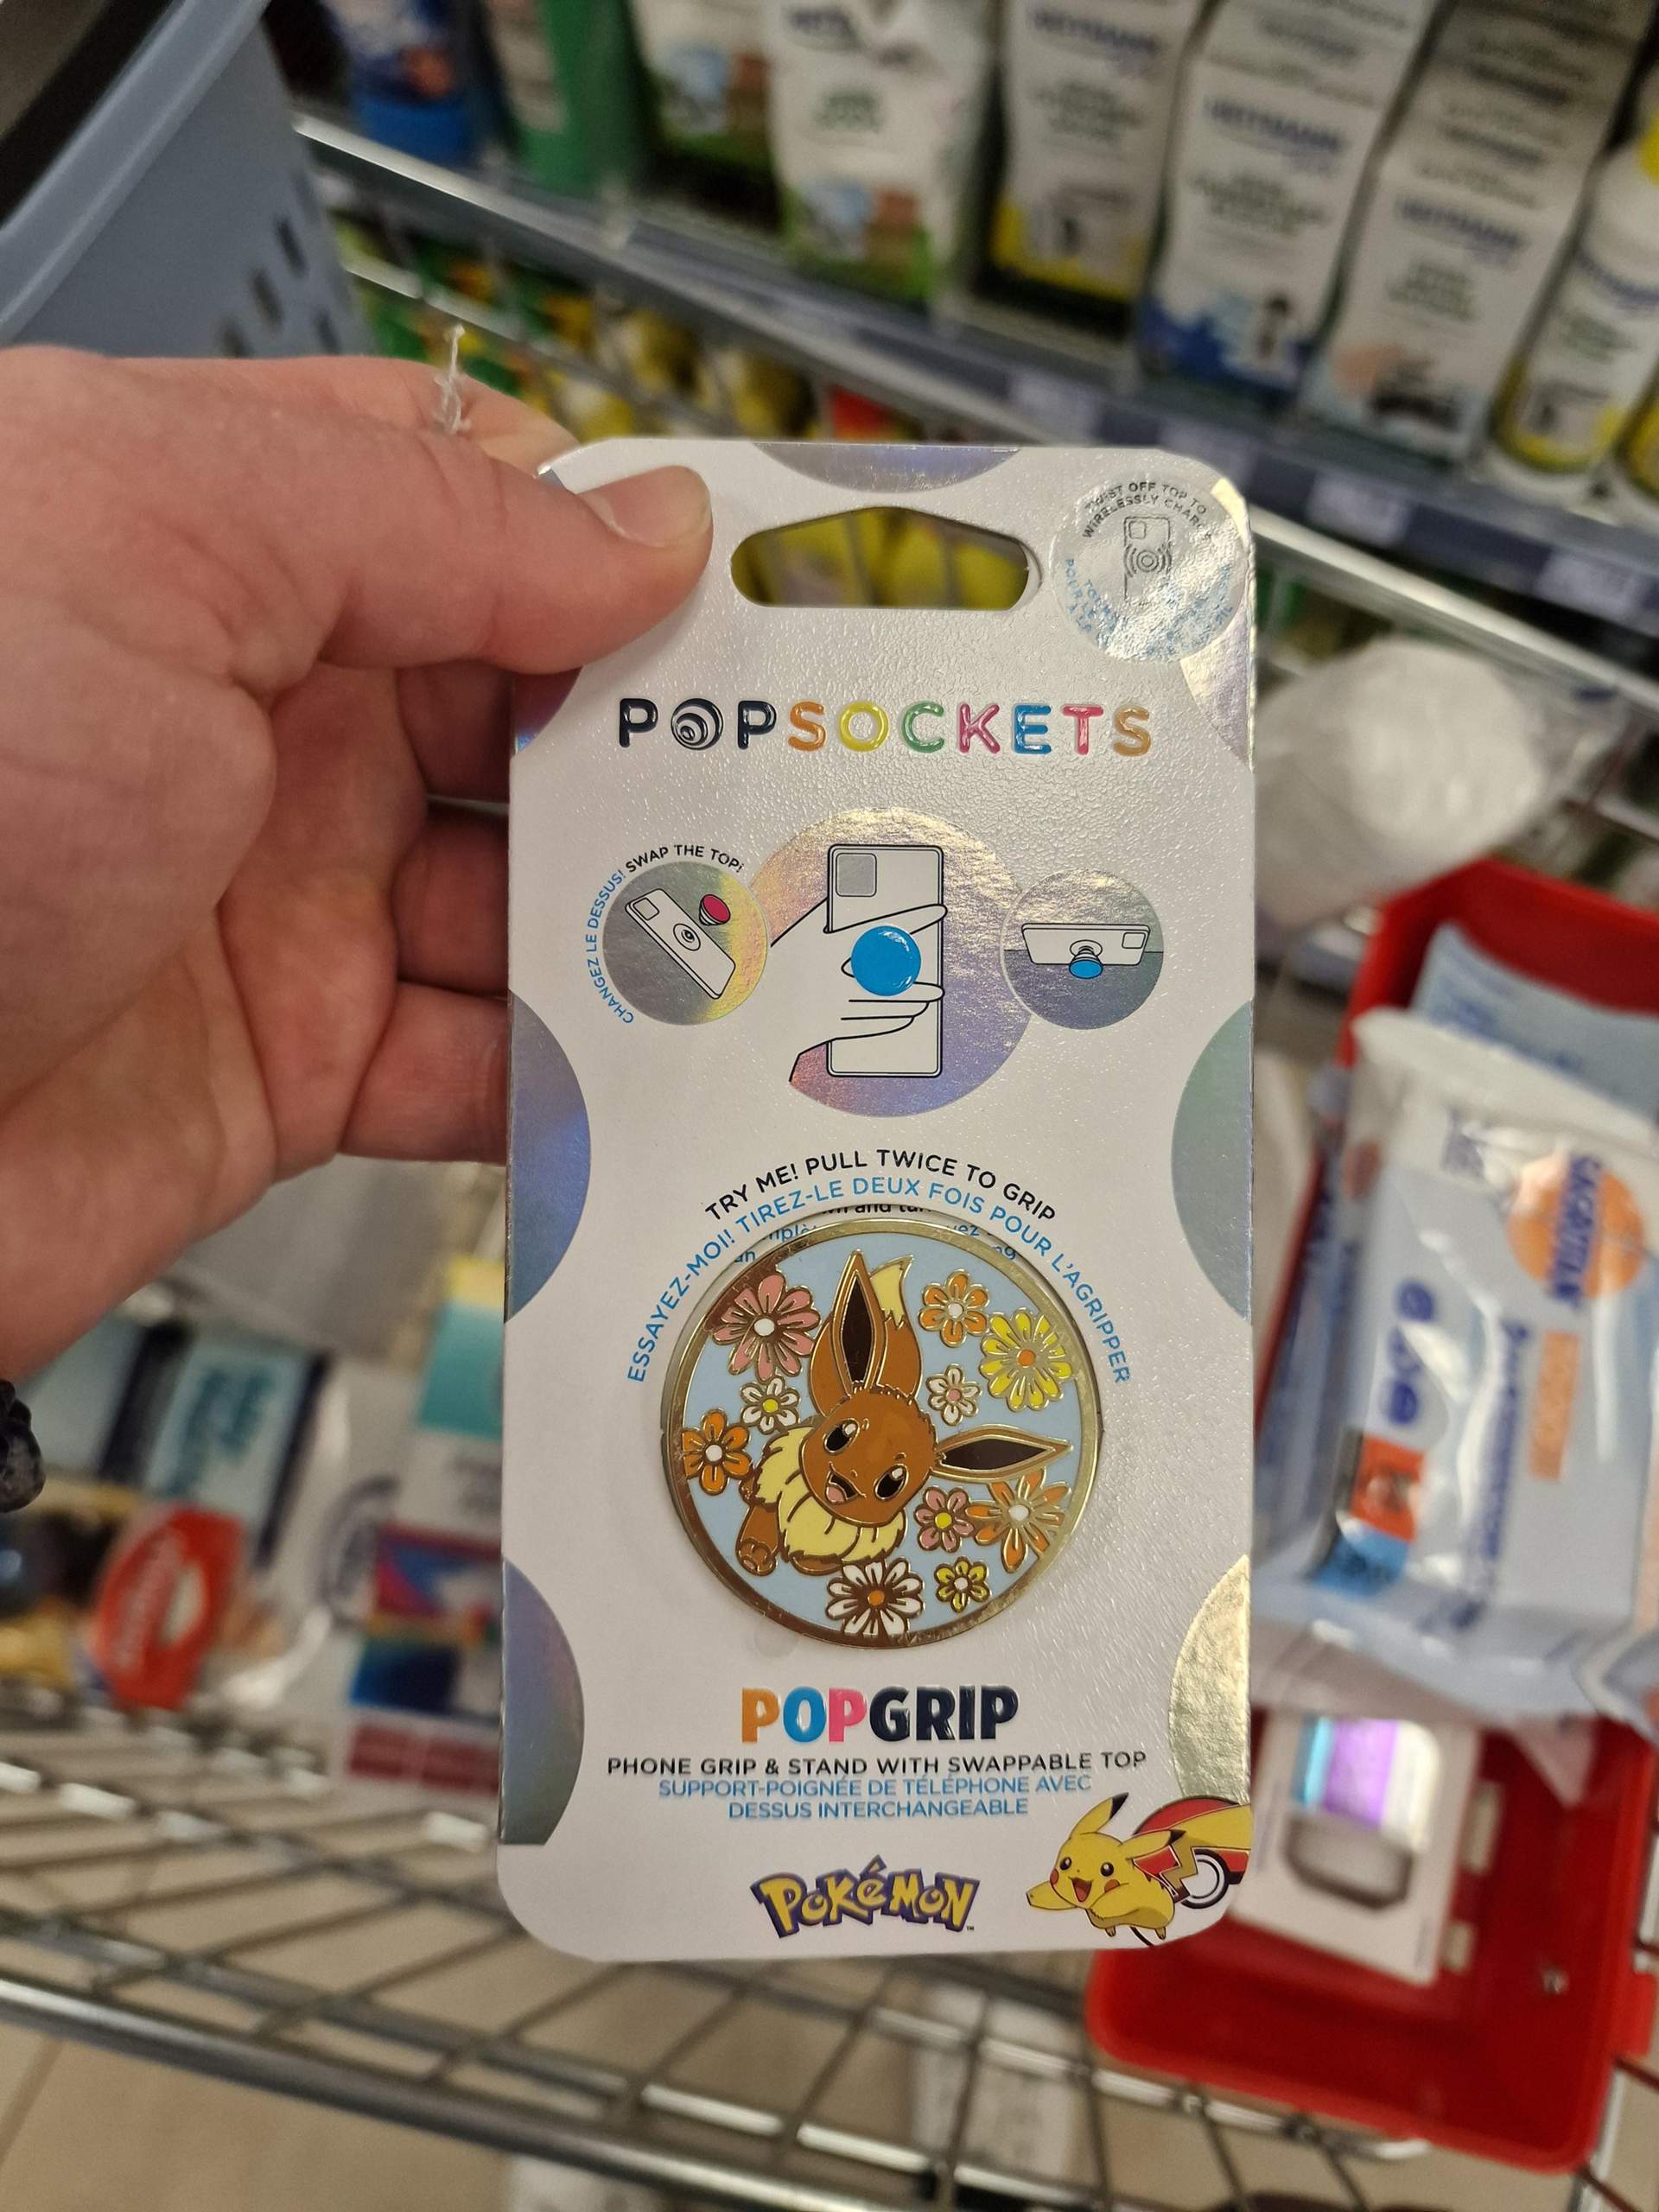 TWIST OFF TOP TO
WIRELESSLY CHARGE
POPSOCKETS
SWAP THE TOP!
CHANGEZ LE DESSUS!
TRY ME! PULL TWICE TO GRIP
ESSAYEZ-MOI! TIREZ-LE DEUX FOIS POUR L'AGRIPPER
and
POPGRIP
PHONE GRIP & STAND WITH SWAPPABLE TOP
SUPPORT-POIGNÉE DE TÉLÉPHONE AVEC
DESSUS INTERCHANGEABLE
POKéMON
SAGROTAN